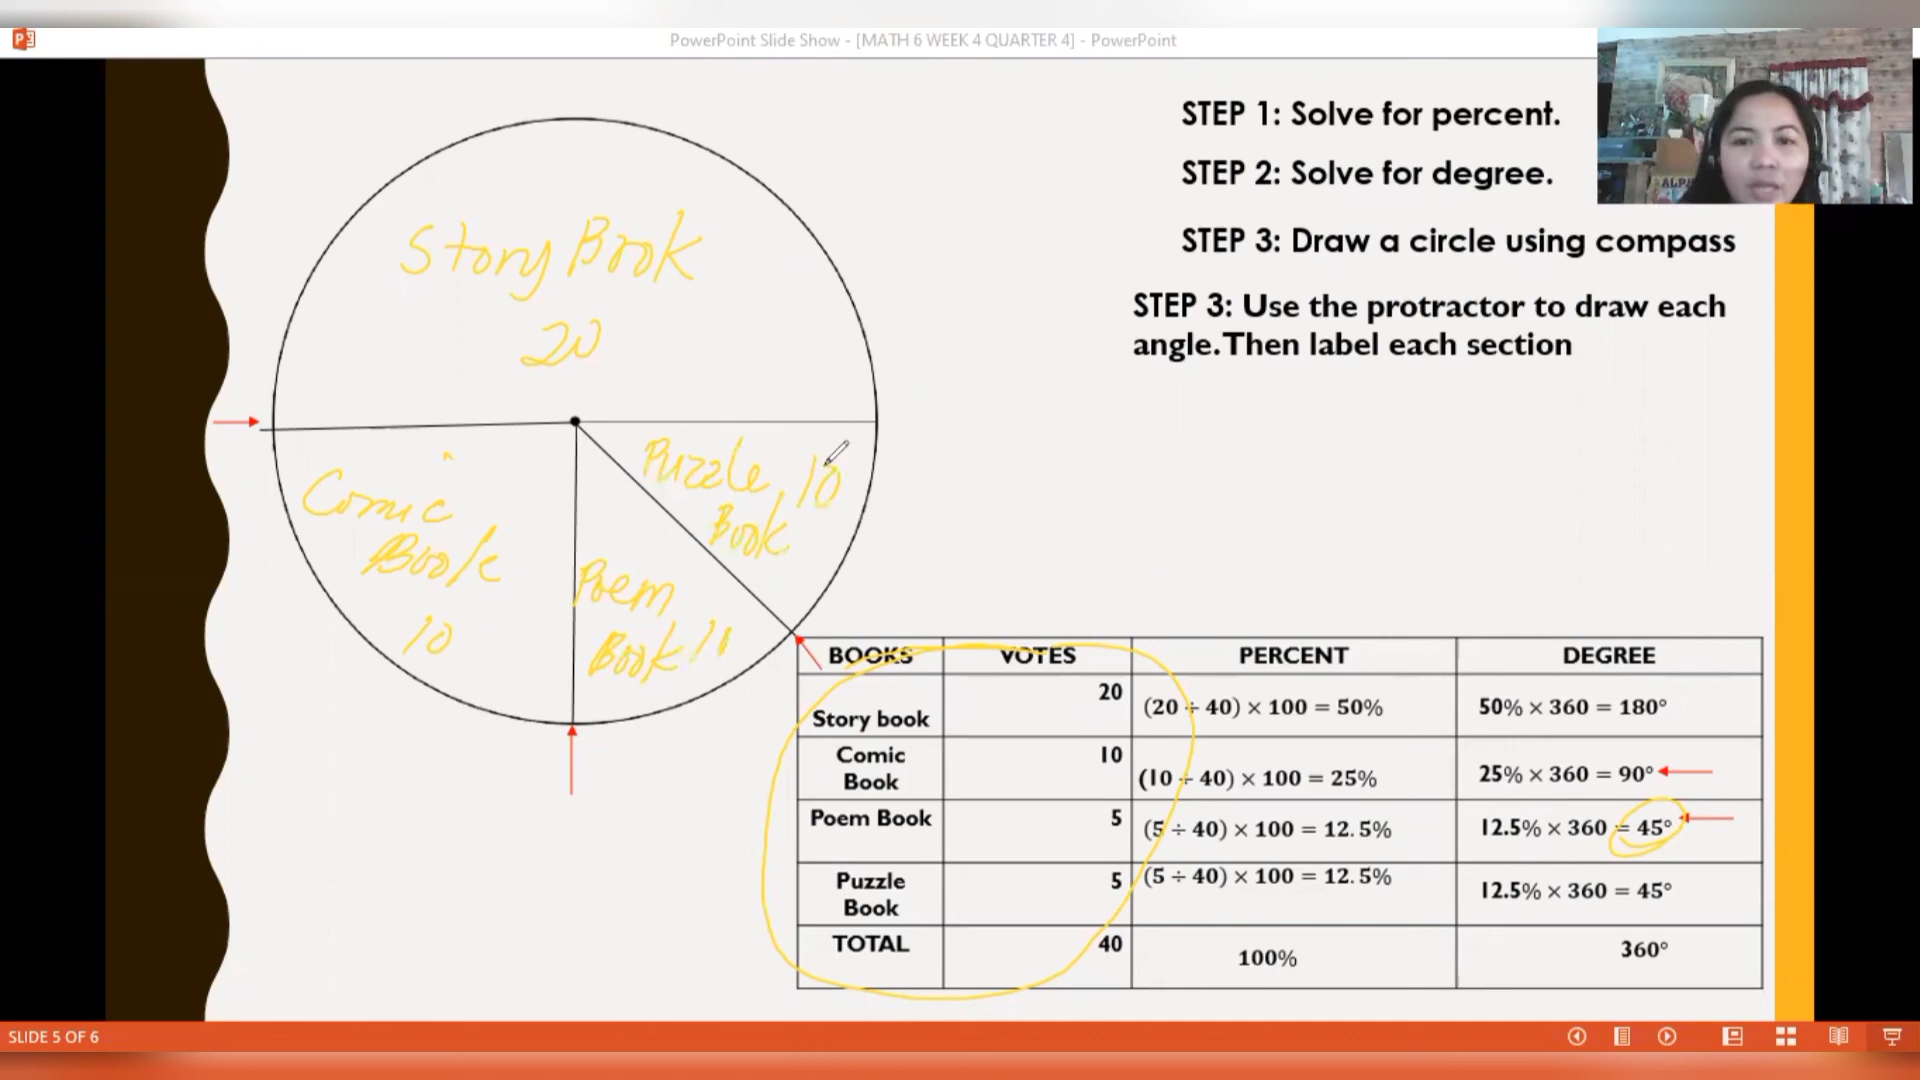 PowerPoint Slide Show - [MATH 6 WEEK 4 QUARTER 4] - PowerPoint
STEP 1: Solve for percent.
STEP 2: Solve for degree.
STEP 3: Draw a circle using compass
STEP 3: Use the protractor to draw each
angle.Then label each section
Story Book
20
Comic
Book
10
Poem
Book
Puzzle 10
Book
BOOKS VOTES PERCENT DEGREE
Story book 20 (20 ÷ 40) × 100 = 50% 50% × 360 = 180°
Comic
Book 10 (10 ÷ 40) × 100 = 25% 25% × 360 = 90°
Poem Book 5 (5 ÷ 40) × 100 = 12.5% 12.5% × 360 = 45°
Puzzle
Book 5 (5 ÷ 40) × 100 = 12.5% 12.5% × 360 = 45°
TOTAL 40 100% 360°
SLIDE 5 OF 6